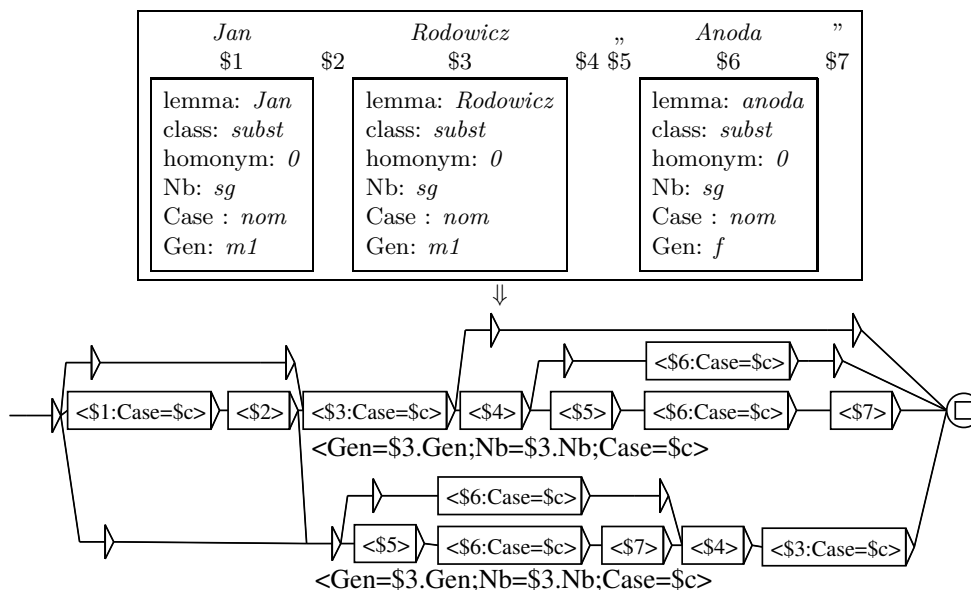 Jan Rodowicz „ Anoda ”
$1 $2 $3 $4 $5 $6 $7
lemma: Jan lemma: Rodowicz lemma: anoda
class: subst class: subst class: subst
homonym: 0 homonym: 0 homonym: 0
Nb: sg Nb: sg Nb: sg
Case : nom Case : nom Case : nom
Gen: m1 Gen: m1 Gen: f
⇓
<$6:Case=$c>
<$1:Case=$c> <$2> <$3:Case=$c> <$4> <$5> <$6:Case=$c> <$7>
<Gen=$3.Gen;Nb=$3.Nb;Case=$c>
<$6:Case=$c>
<$5> <$6:Case=$c> <$7> <$4> <$3:Case=$c>
<Gen=$3.Gen;Nb=$3.Nb;Case=$c>